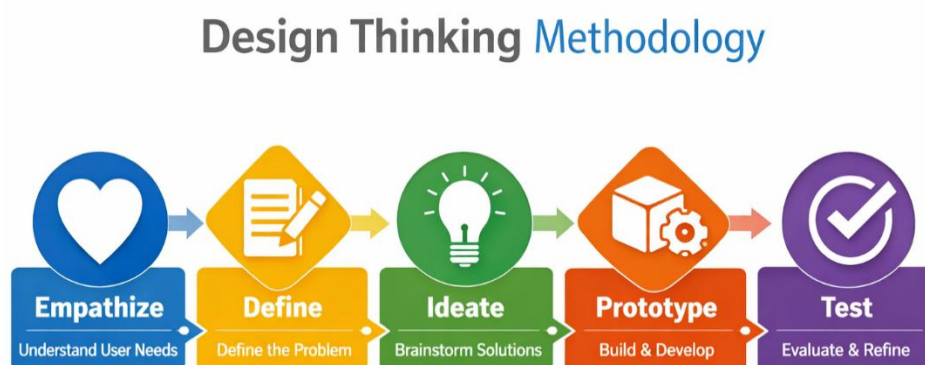 Design Thinking Methodology
Empathize
Understand User Needs
Define
Define the Problem
Ideate
Brainstorm Solutions
Prototype
Build & Develop
Test
Evaluate & Refine